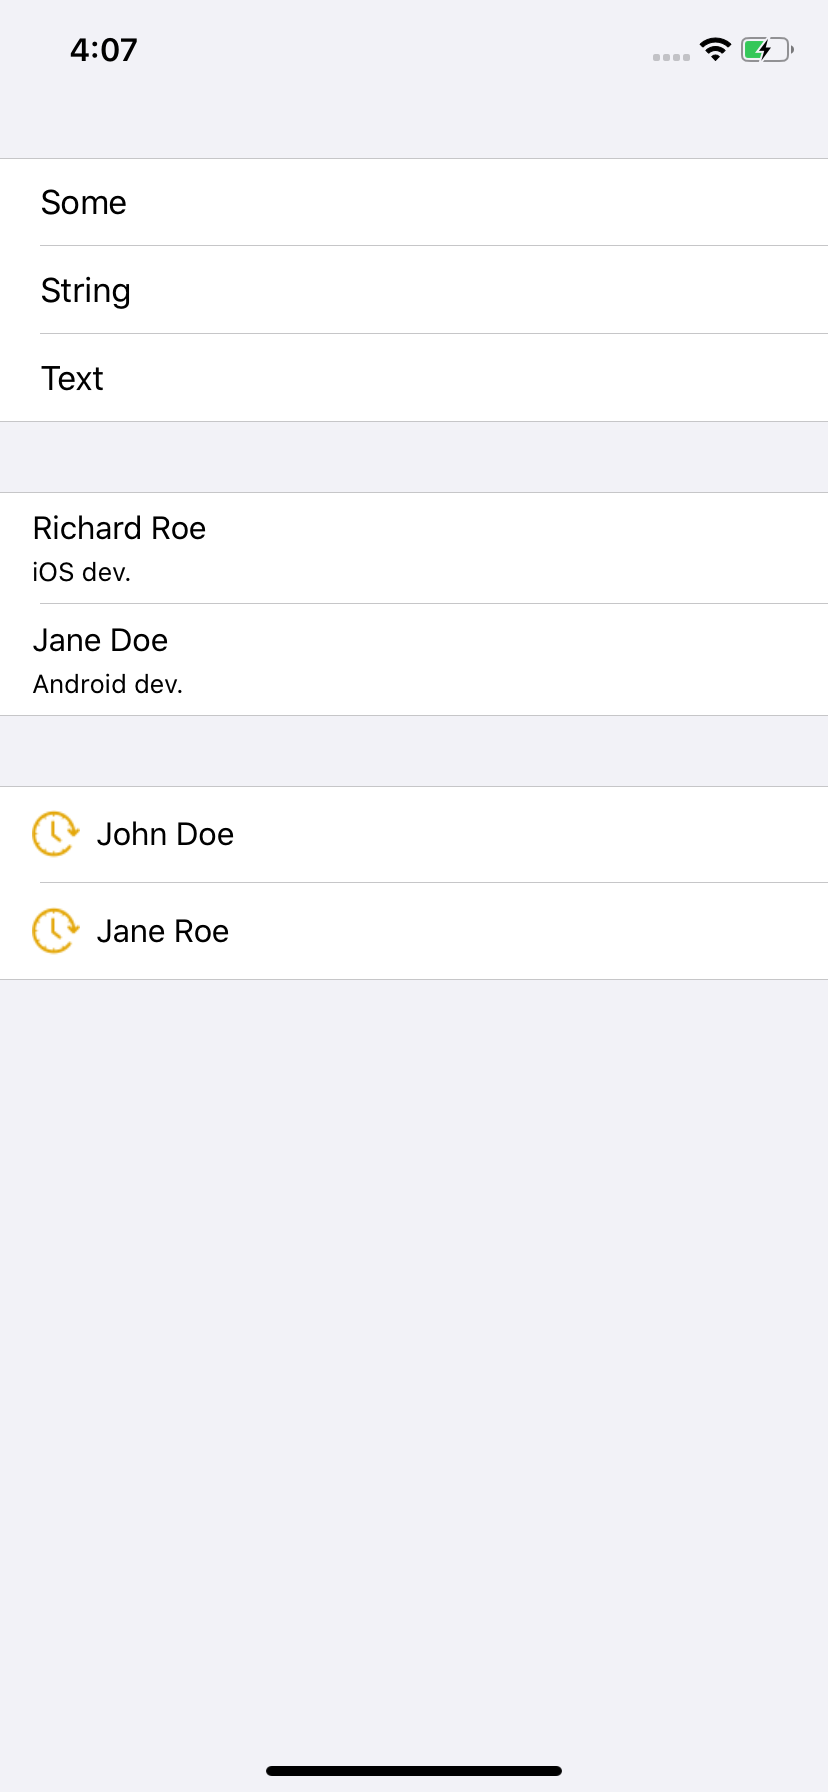 4:07
Some
String
Text
Richard Roe
iOS dev.
Jane Doe
Android dev.
John Doe
Jane Roe